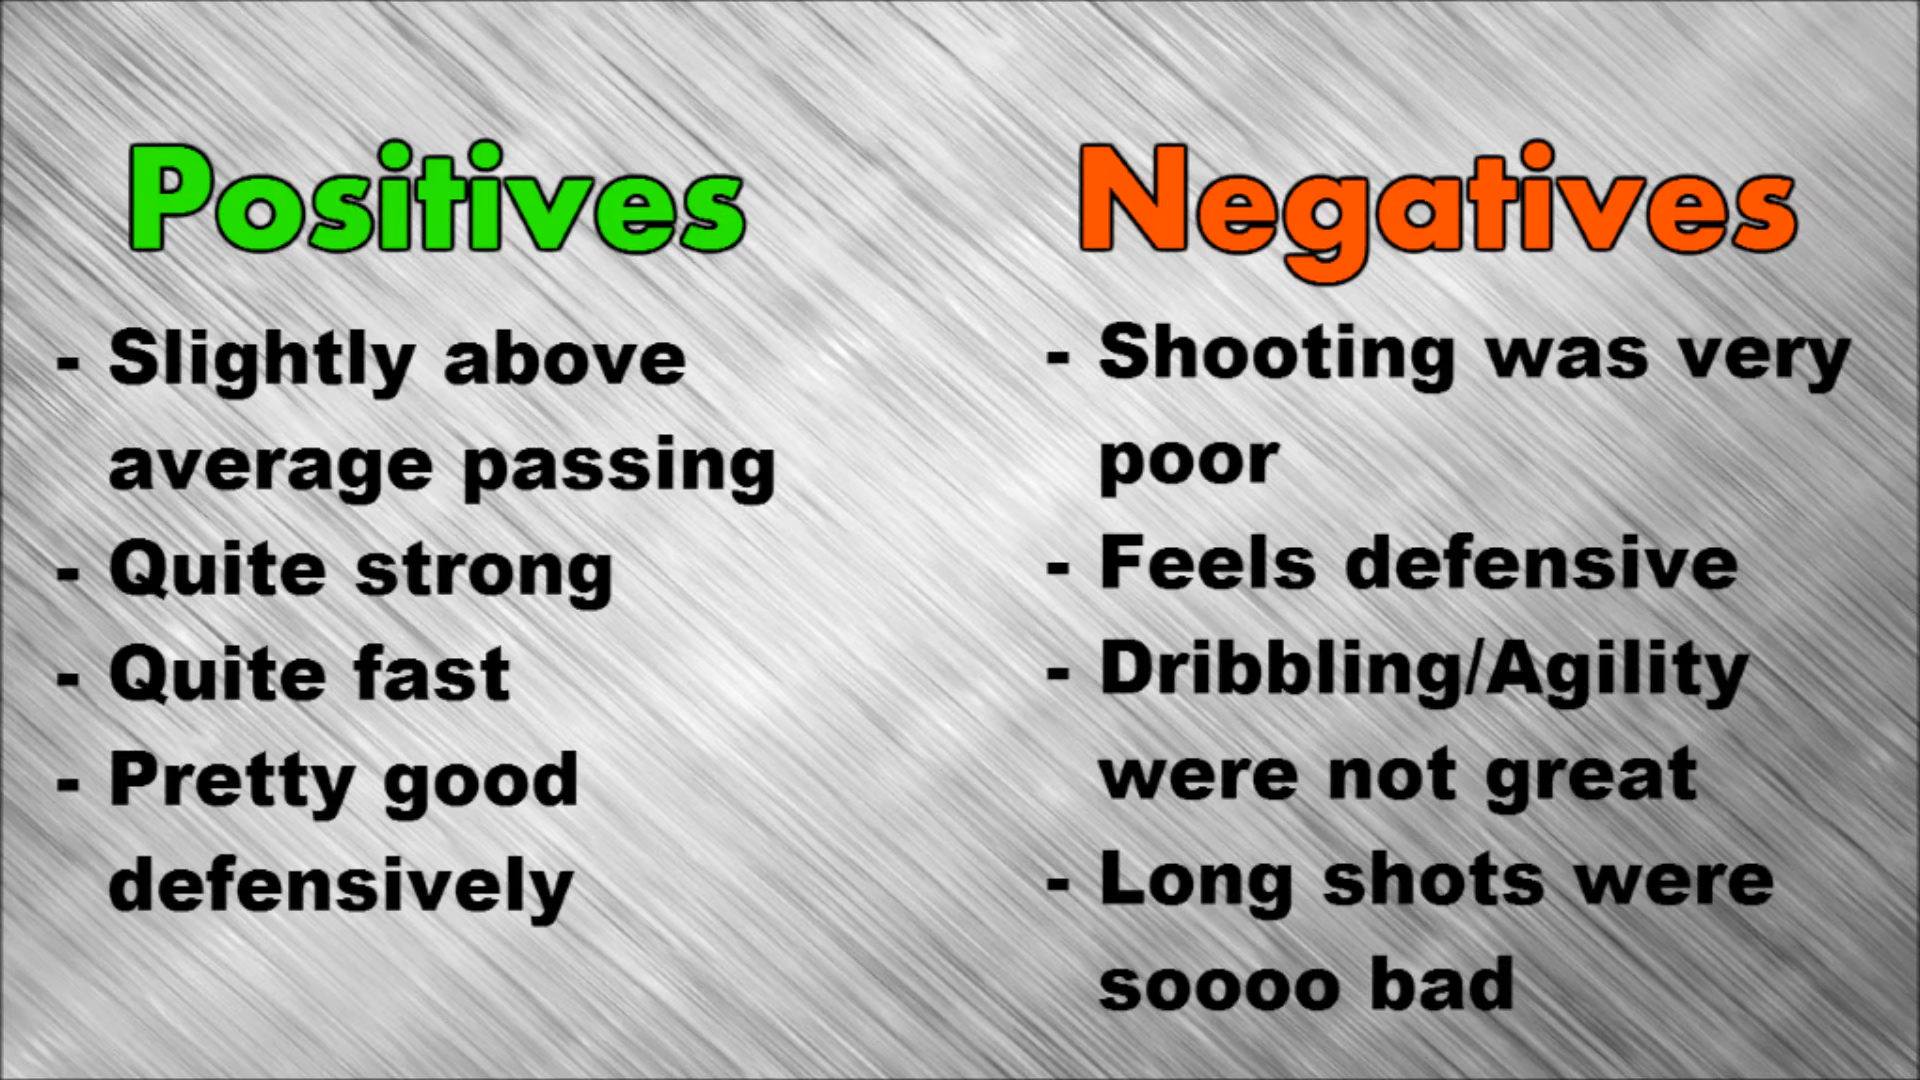 Positives
- Slightly above
average passing
- Quite strong
- Quite fast
- Pretty good
defensively
Negatives
- Shooting was very
poor
- Feels defensive
- Dribbling/Agility
were not great
- Long shots were
soooo bad